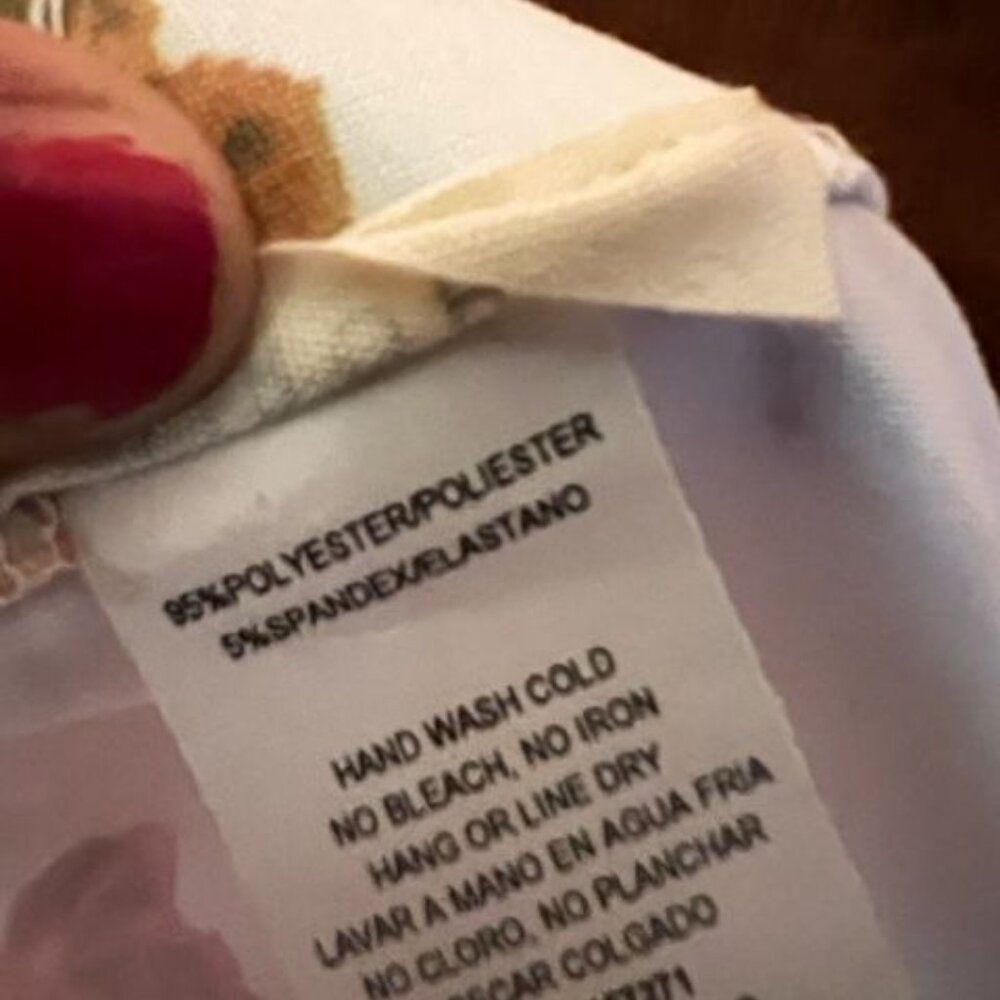 95%POLYESTER/POLIESTER
5%SPANDEX/ELASTANO
HAND WASH COLD
NO BLEACH, NO IRON
HANG OR LINE DRY
LAVAR A MANO EN AGUA FRIA
NO CLORO, NO PLANCHAR
COLGADO